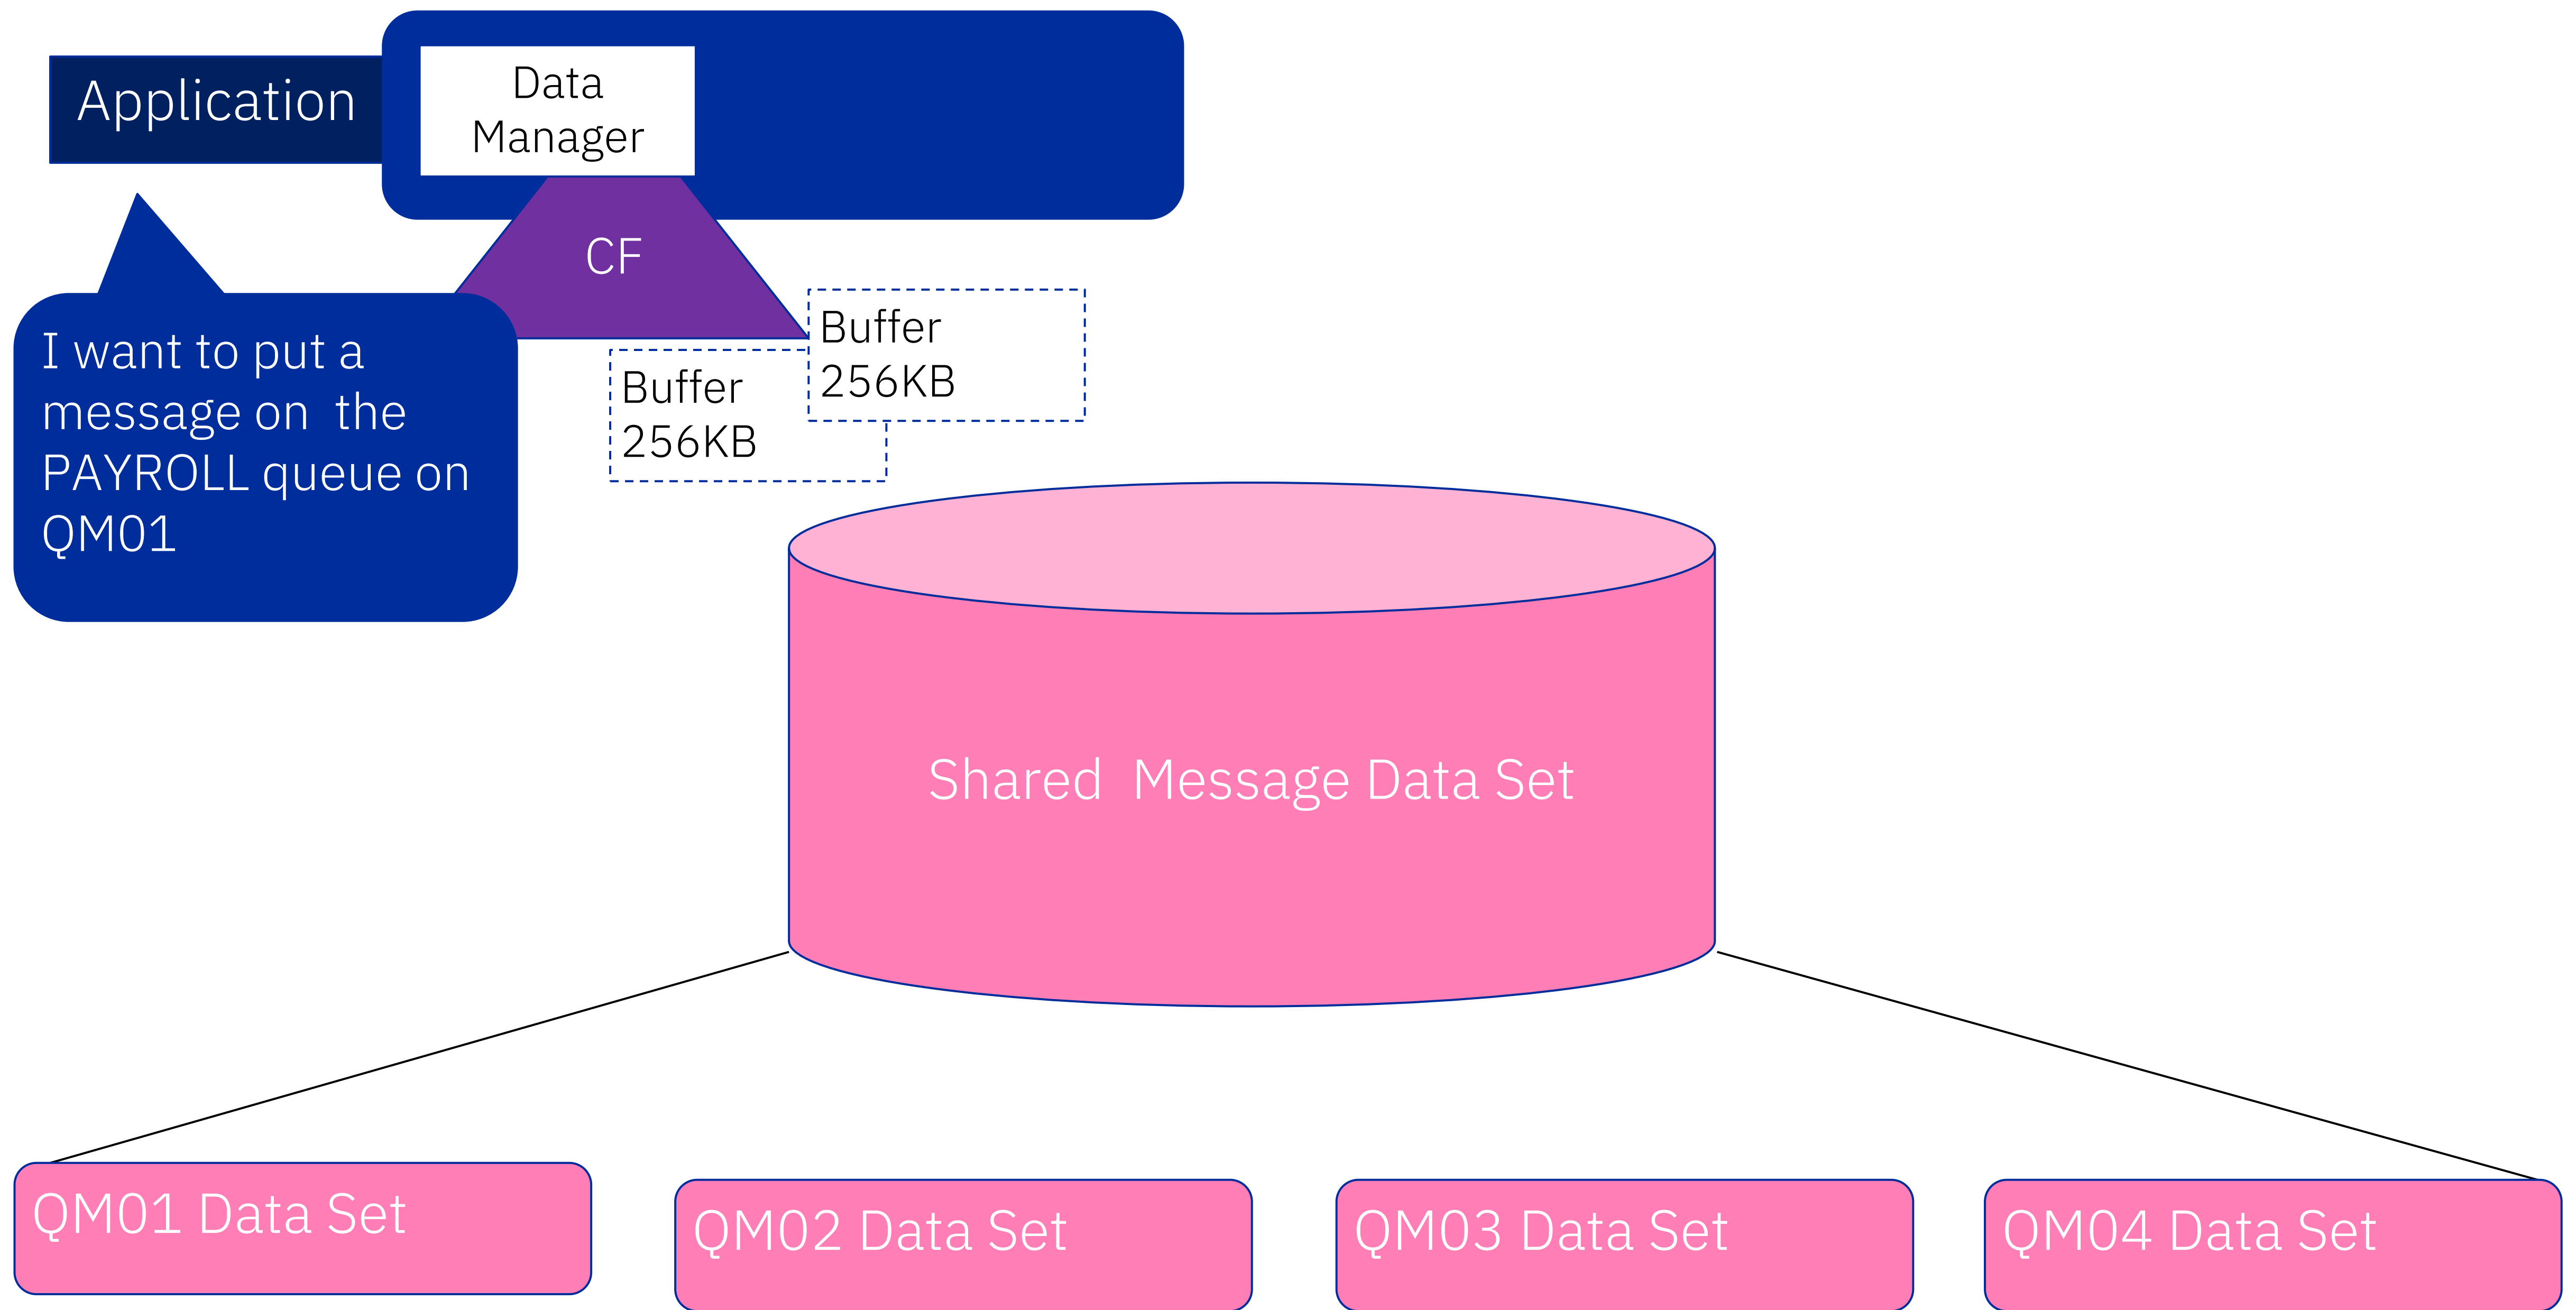 Application
Data
Manager
CF
I want to put a
message on  the
PAYROLL queue on
QM01
Buffer
256KB
Buffer
256KB
Shared  Message Data Set
QM01 Data Set
QM02 Data Set
QM03 Data Set
QM04 Data Set